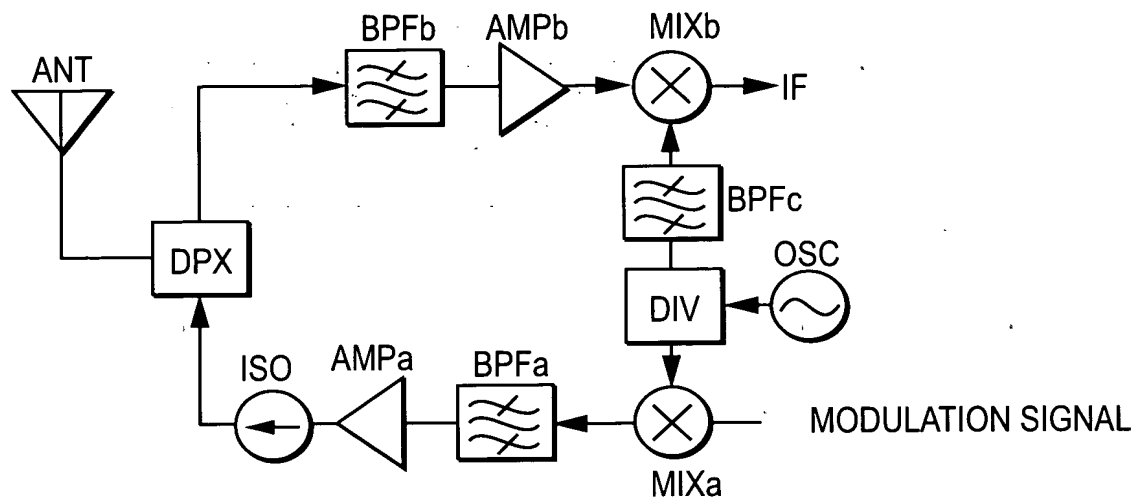 BPFb
AMPb
MIXb
ANT
IF
BPFc
DPX
OSC
DIV
ISO
AMPa
BPFa
MODULATION SIGNAL
MIXa